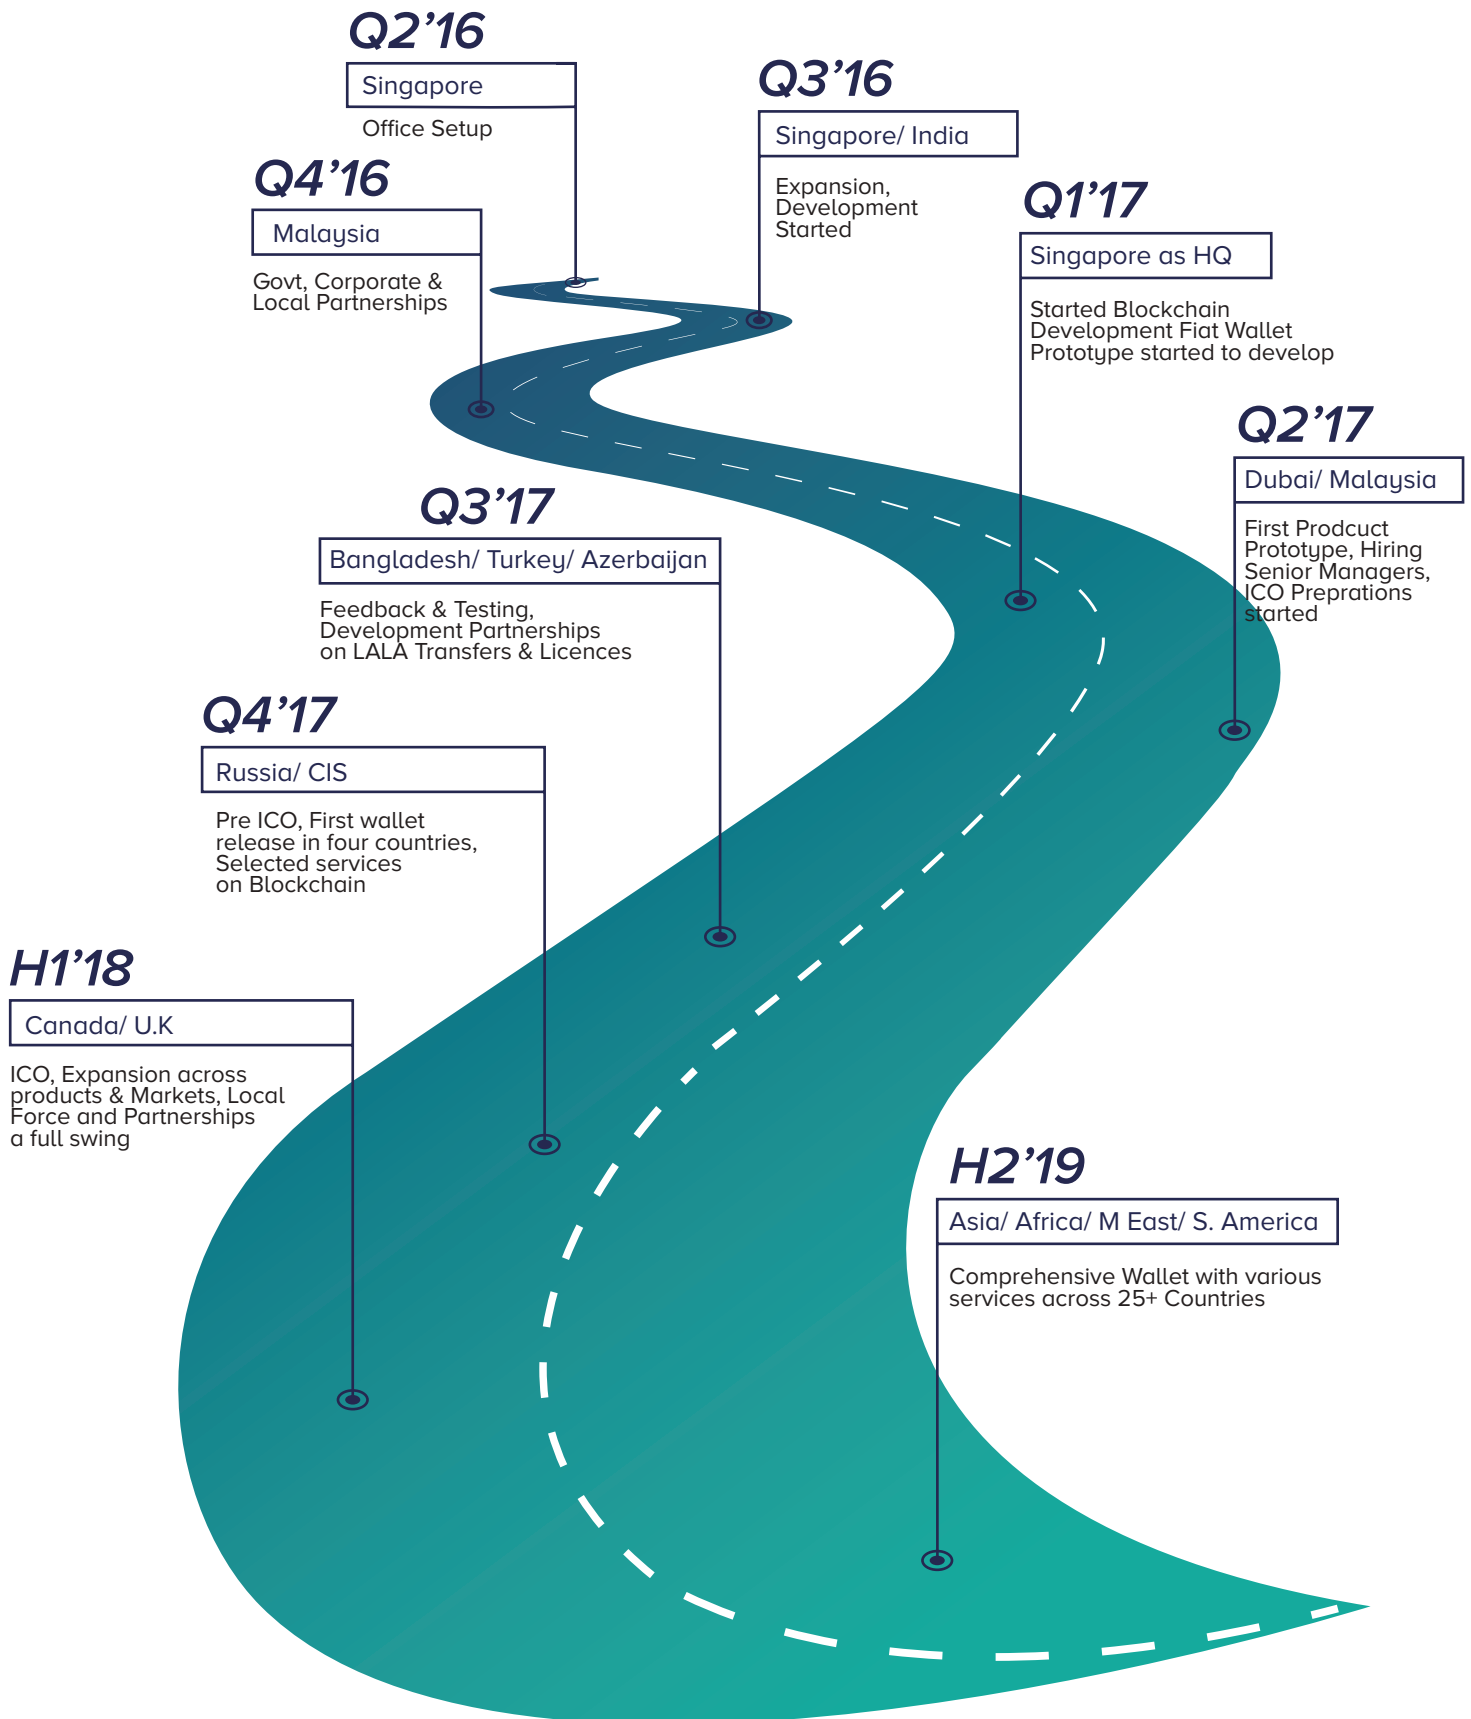 Q2’16
Singapore
Office Setup
Q3’16
Singapore/ India
Expansion,
Development
Started
Q4’16
Malaysia
Govt, Corporate &
Local Partnerships
Q1’17
Singapore as HQ
Started Blockchain
Development Fiat Wallet
Prototype started to develop
Q2’17
Dubai/ Malaysia
First Prodcuct
Prototype, Hiring
Senior Managers,
ICO Preprations
started
Q3’17
Bangladesh/ Turkey/ Azerbaijan
Feedback & Testing,
Development Partnerships
on LALA Transfers & Licences
Q4’17
Russia/ CIS
Pre ICO, First wallet
release in four countries,
Selected services
on Blockchain
H1’18
Canada/ U.K
ICO, Expansion across
products & Markets, Local
Force and Partnerships
a full swing
H2’19
Asia/ Africa/ M East/ S. America
Comprehensive Wallet with various
services across 25+ Countries